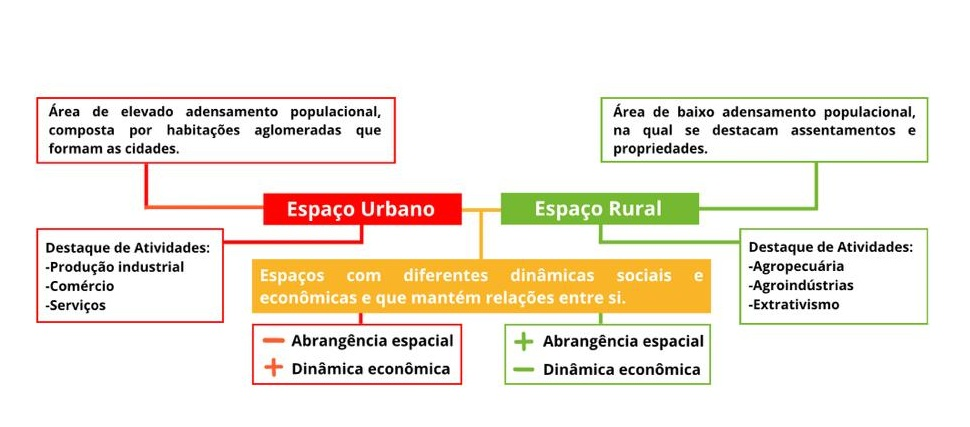 Área de elevado adensamento populacional,
composta por habitações aglomeradas que
formam as cidades.
Área de baixo adensamento populacional,
na qual se destacam assentamentos e
propriedades.
Espaço Urbano
Espaço Rural
Destaque de Atividades:
-Produção industrial
-Comércio
-Serviços
Espaços com diferentes dinâmicas sociais e
econômicas e que mantém relações entre si.
Destaque de Atividades:
-Agropecuária
-Agroindústrias
-Extrativismo
− Abrangência espacial
+ Dinâmica econômica
+ Abrangência espacial
− Dinâmica econômica